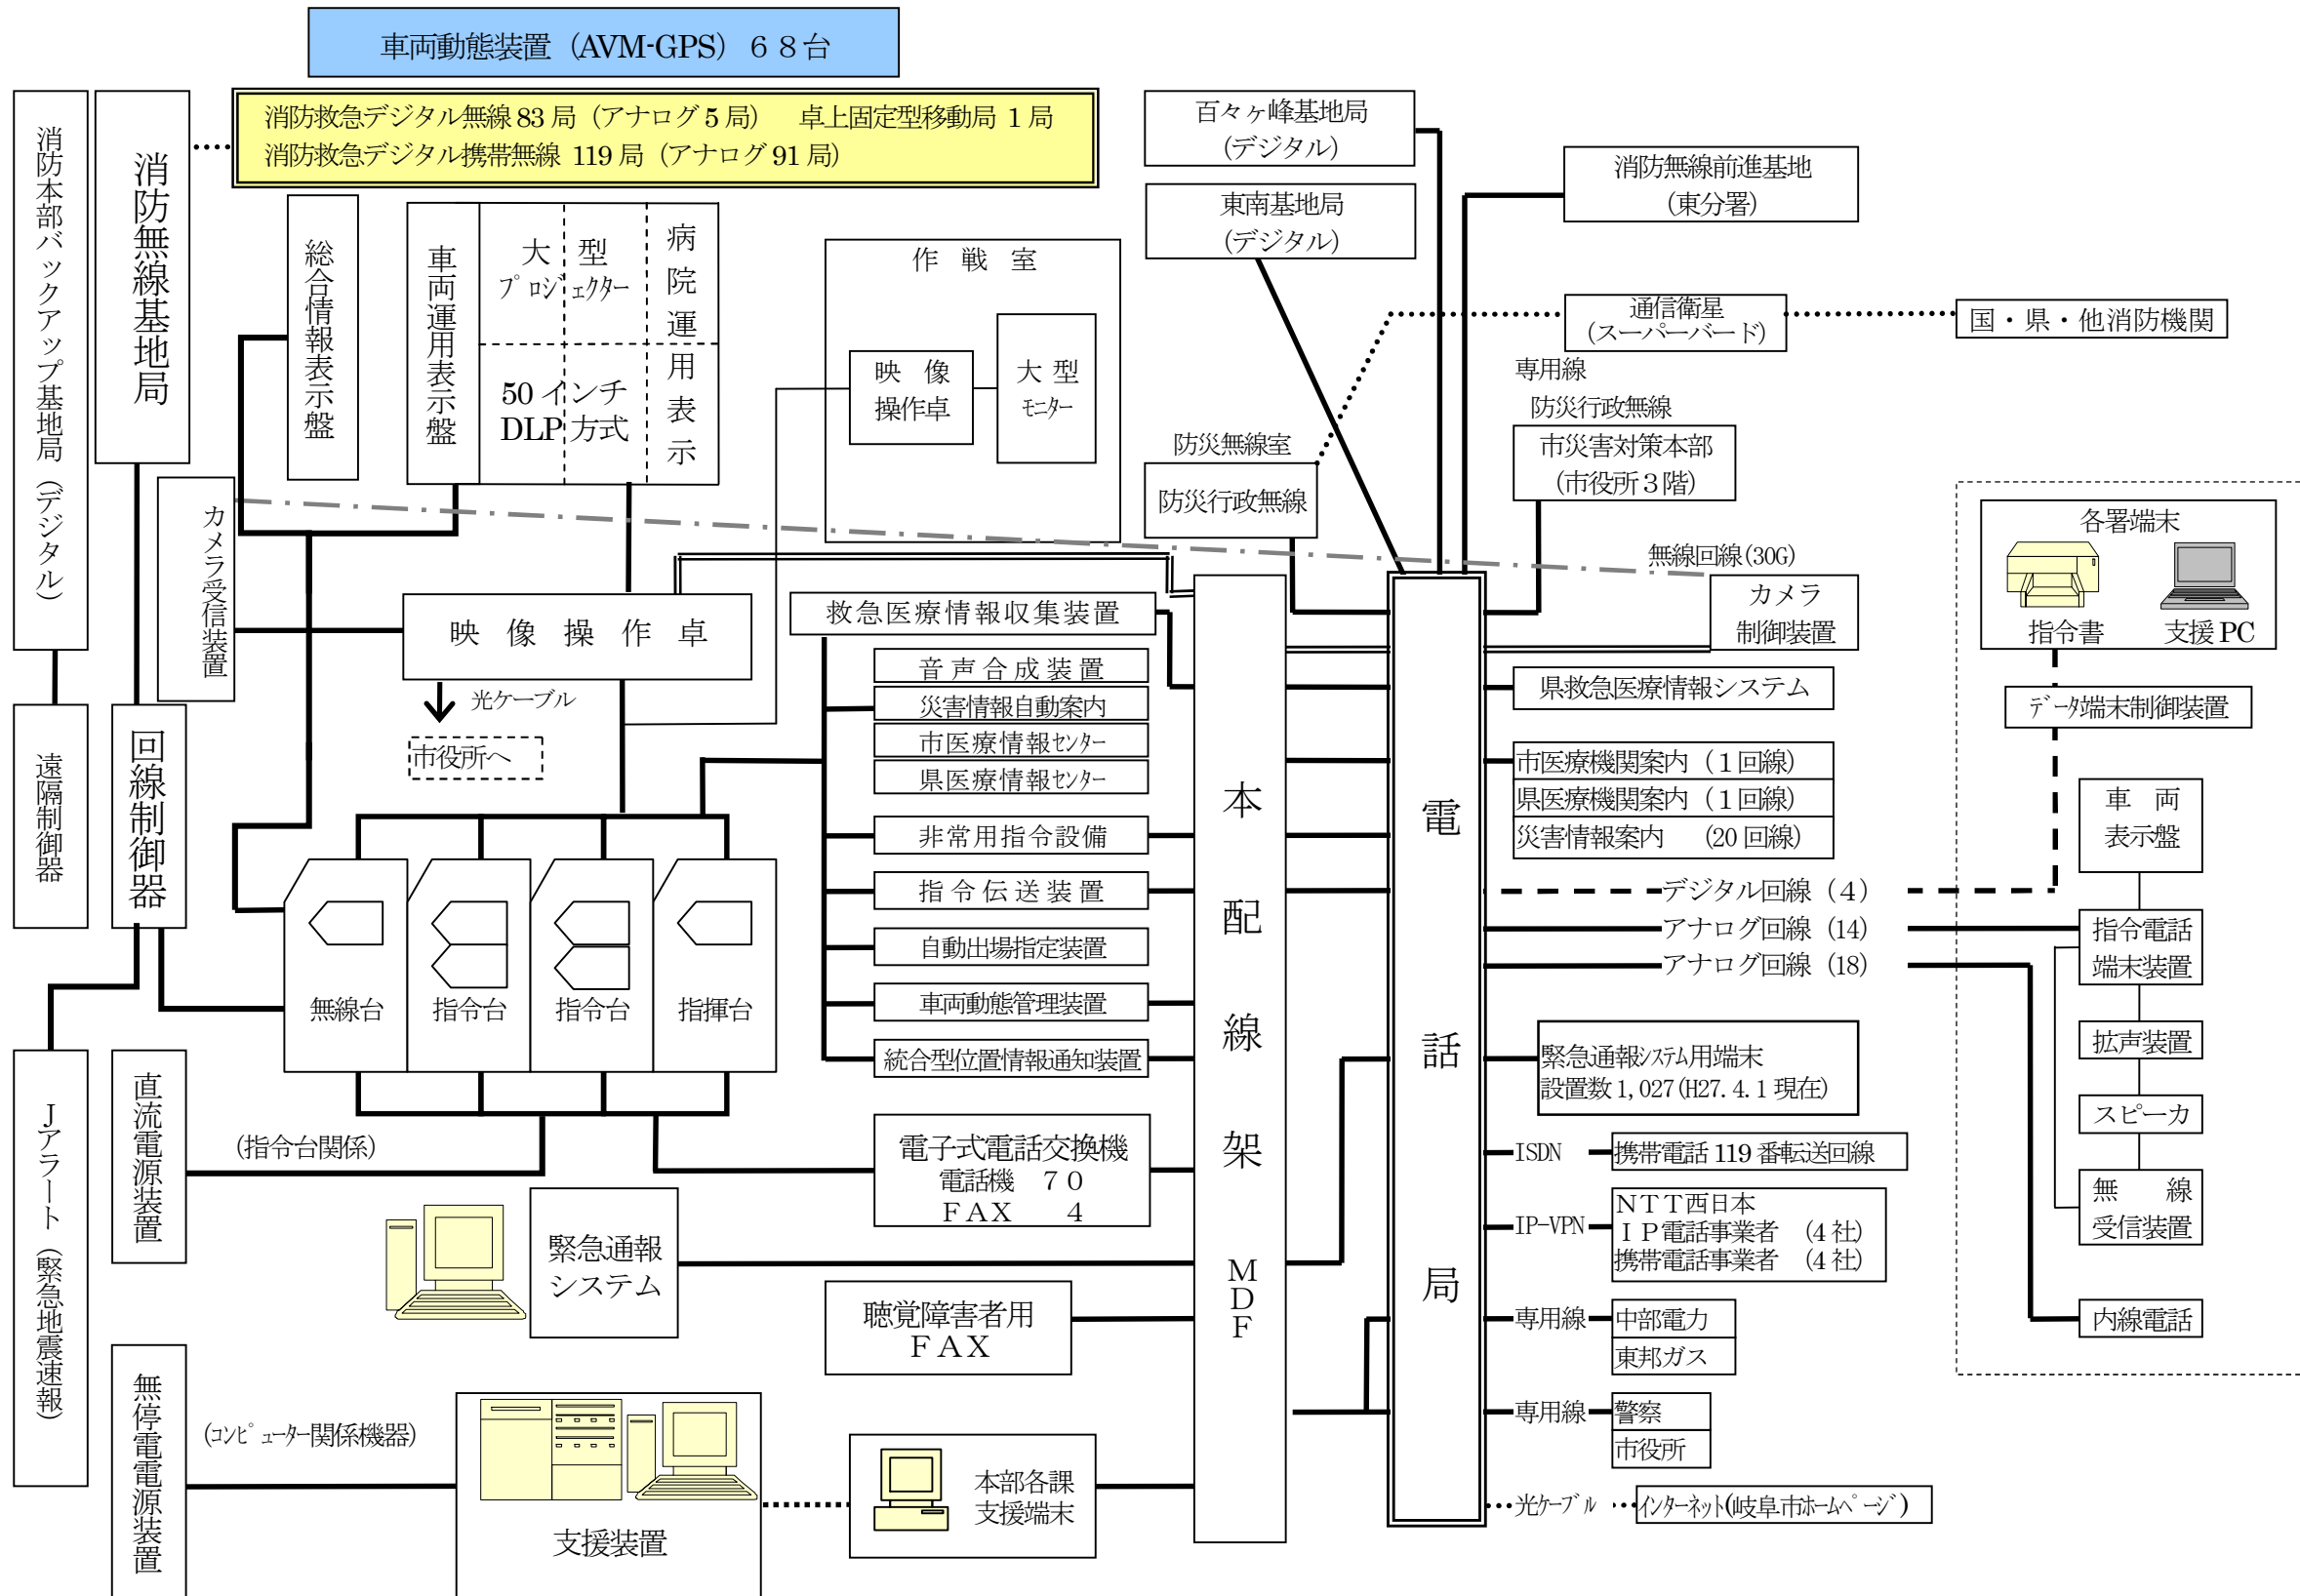 車両動態装置（AVM-GPS）６８台
消防救急デジタル無線 83 局（アナログ 5 局）　卓上固定型移動局 1 局
消防救急デジタル携帯無線 119 局（アナログ 91 局）
消防本部バックアップ基地局（デジタル）
消防無線基地局
総合情報表示盤
車両運用表示盤
大　型
プロジェクター
50 インチ
DLP 方式
病院運用表示
作　戦　室
映　像
操作卓
大 型
モニター
百々ヶ峰基地局
（デジタル）
東南基地局
（デジタル）
消防無線前進基地
（東分署）
通信衛星
（スーパーバード）
国・県・他消防機関
専用線
防災行政無線
市災害対策本部
（市役所３階）
防災無線室
防災行政無線
無線回線(30G)
カメラ
制御装置
カメラ受信装置
映　像　操　作　卓
光ケーブル
市役所へ
遠隔制御器
回線制御器
救急医療情報収集装置
音声合成装置
災害情報自動案内
市医療情報センター
県医療情報センター
非常用指令設備
指令伝送装置
自動出場指定装置
車両動態管理装置
統合型位置情報通知装置
無線台
指令台
指令台
指揮台
本配線架ＭＤＦ
電話局
県救急医療情報システム
市医療機関案内（１回線）
県医療機関案内（１回線）
災害情報案内　（20 回線）
デジタル回線（４）
アナログ回線（14）
アナログ回線（18）
各署端末
指令書
支援 PC
データ端末制御装置
車　両
表示盤
指令電話
端末装置
拡声装置
スピーカ
無　線
受信装置
内線電話
緊急通報システム用端末
設置数 1,027(H27.4.1 現在)
ISDN
携帯電話 119 番転送回線
IP-VPN
ＮＴＴ西日本
ＩＰ電話事業者　（4 社）
携帯電話事業者　（4 社）
専用線
中部電力
東邦ガス
専用線
警察
市役所
光ケーブル
インターネット(岐阜市ホームページ)
Ｊアラート（緊急地震速報）
直流電源装置
（指令台関係）
電子式電話交換機
電話機　７０
ＦＡＸ　　4
緊急通報
システム
聴覚障害者用
ＦＡＸ
無停電電源装置
（コンピューター関係機器）
支援装置
本部各課
支援端末